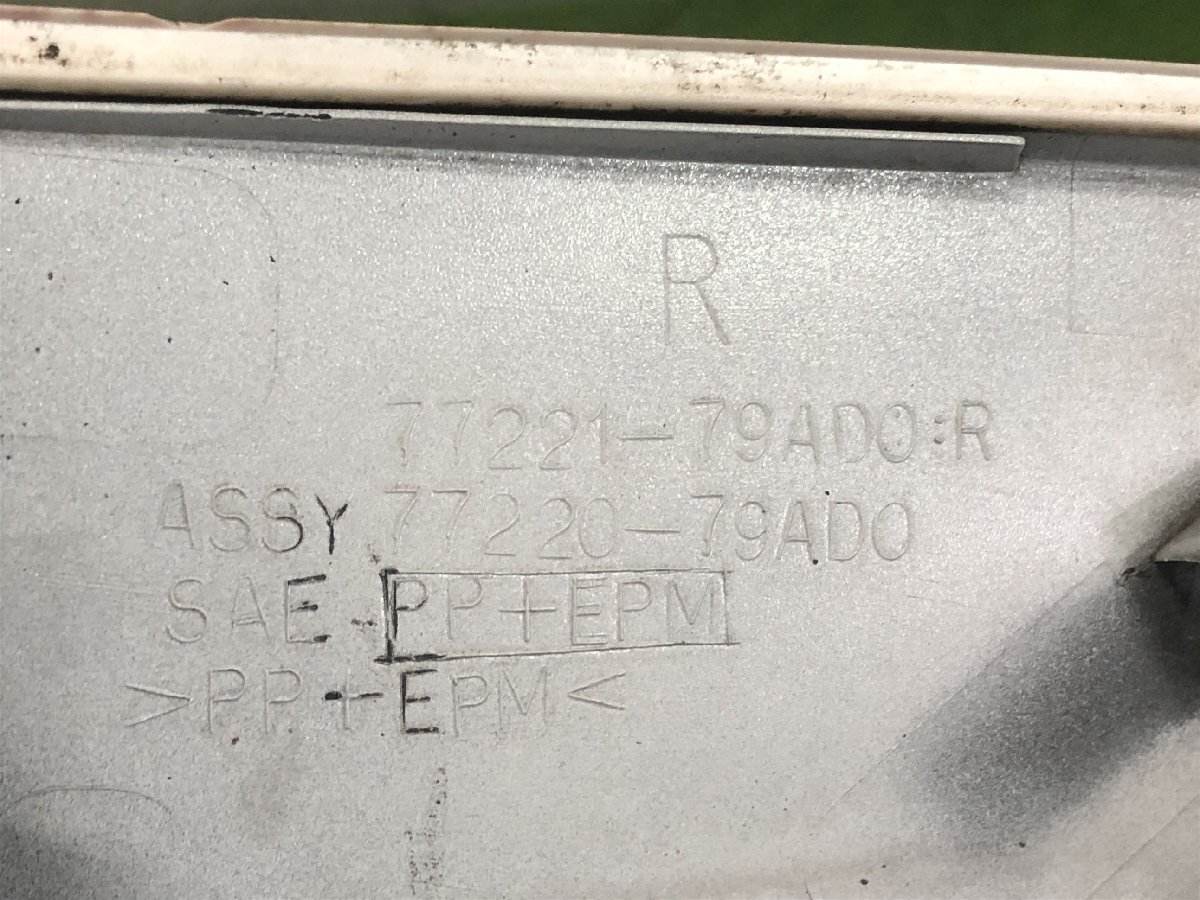 R
77221-79AD0:R
ASSY 77220-79AD0
SAE PP+EPM
>PP+EPM<